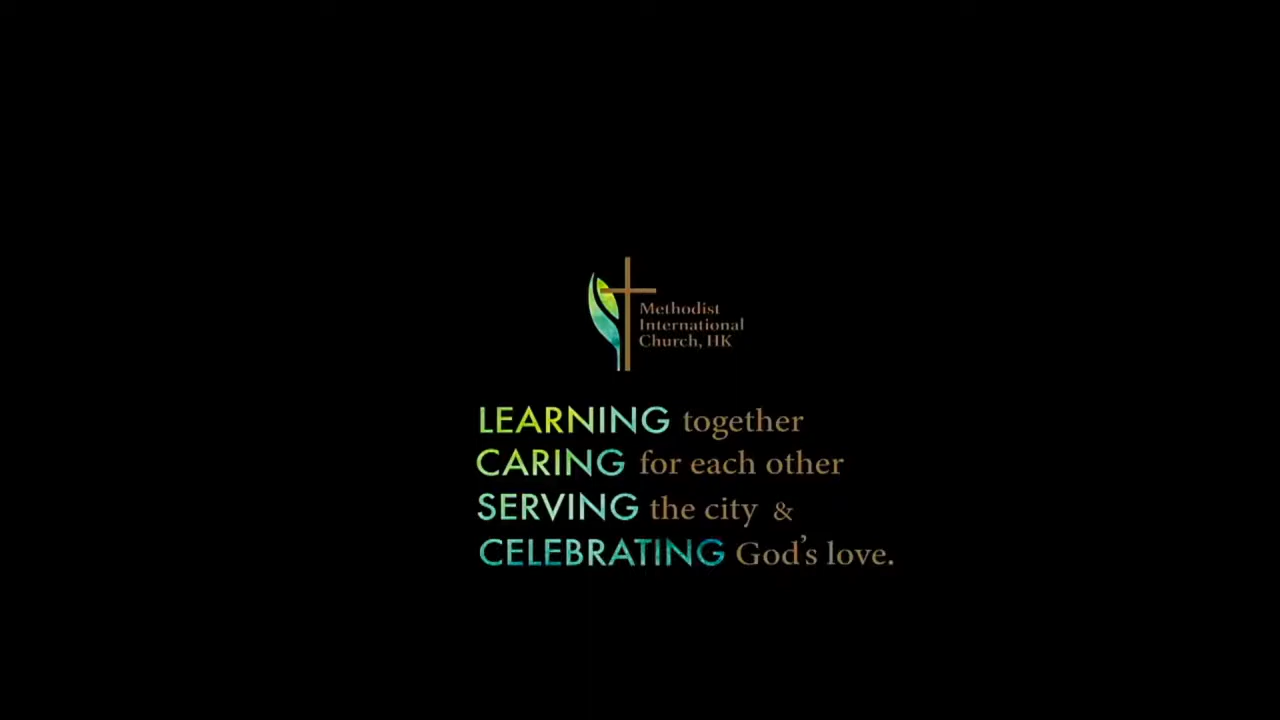 Methodist
International
Church, HK
LEARNING together
CARING for each other
SERVING the city &
CELEBRATING God's love.